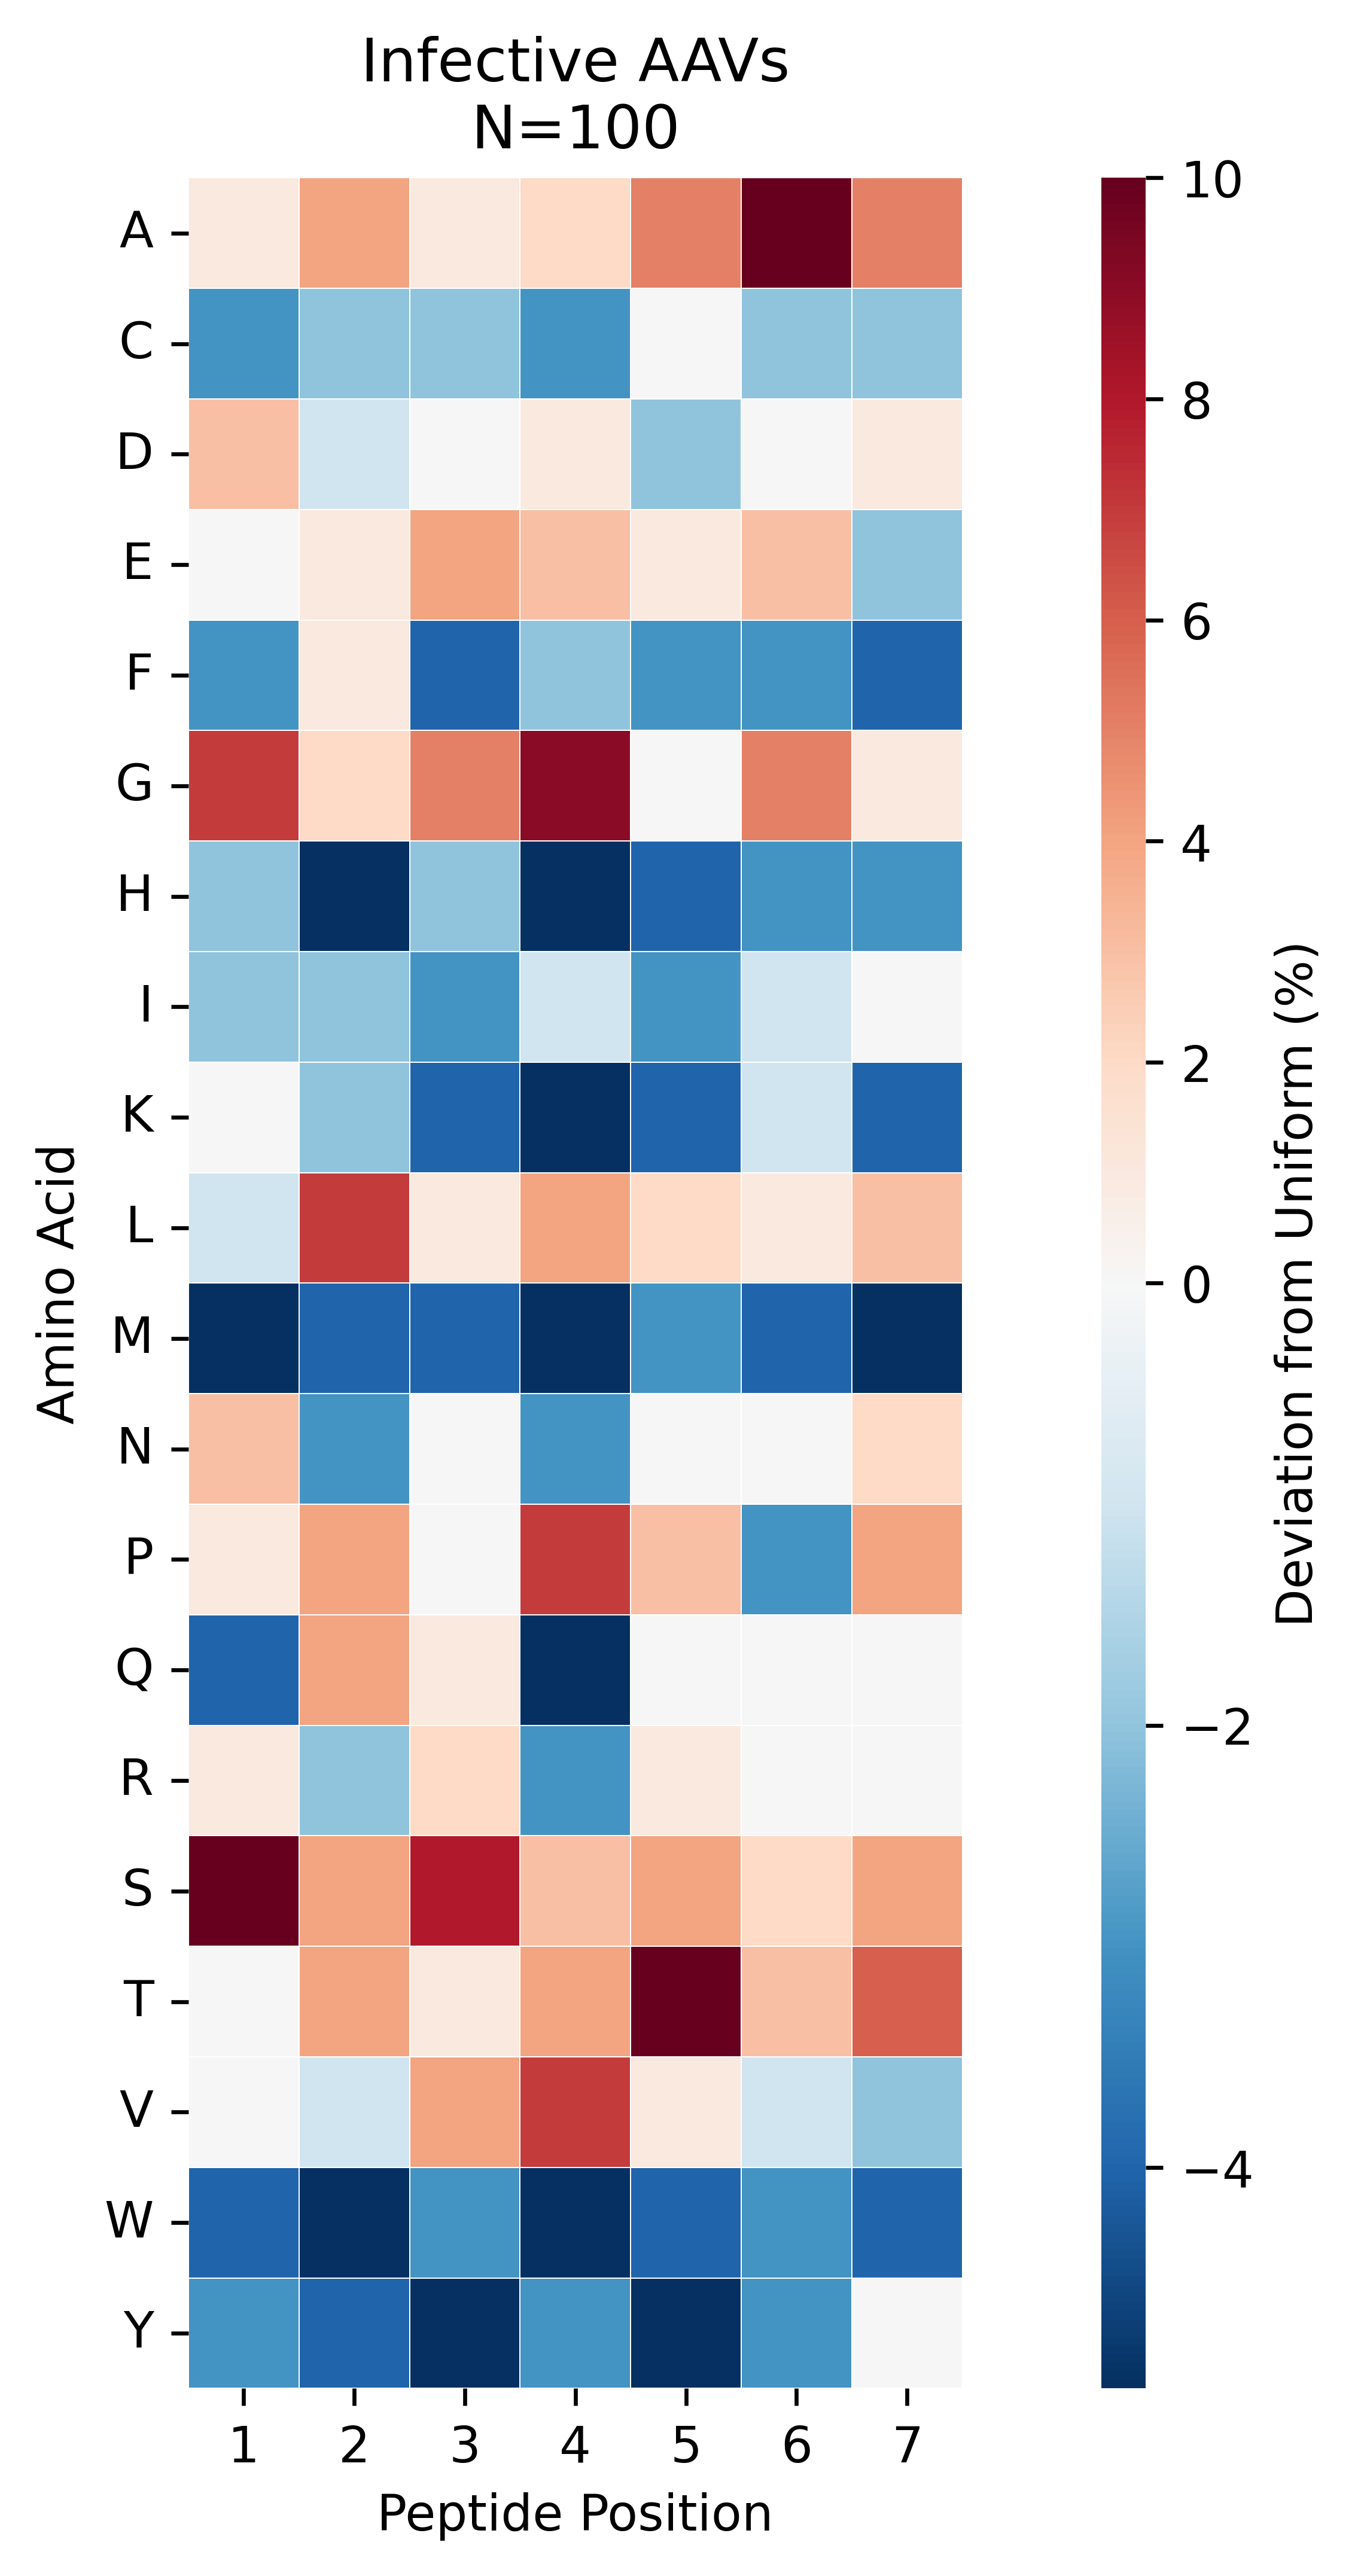 Infective AAVs
N=100
A
C
D
E
F
G
H
I
K
L
M
N
P
Q
R
S
T
V
W
Y
Amino Acid
1 2 3 4 5 6 7
Peptide Position
10
8
6
4
2
0
−2
−4
Deviation from Uniform (%)